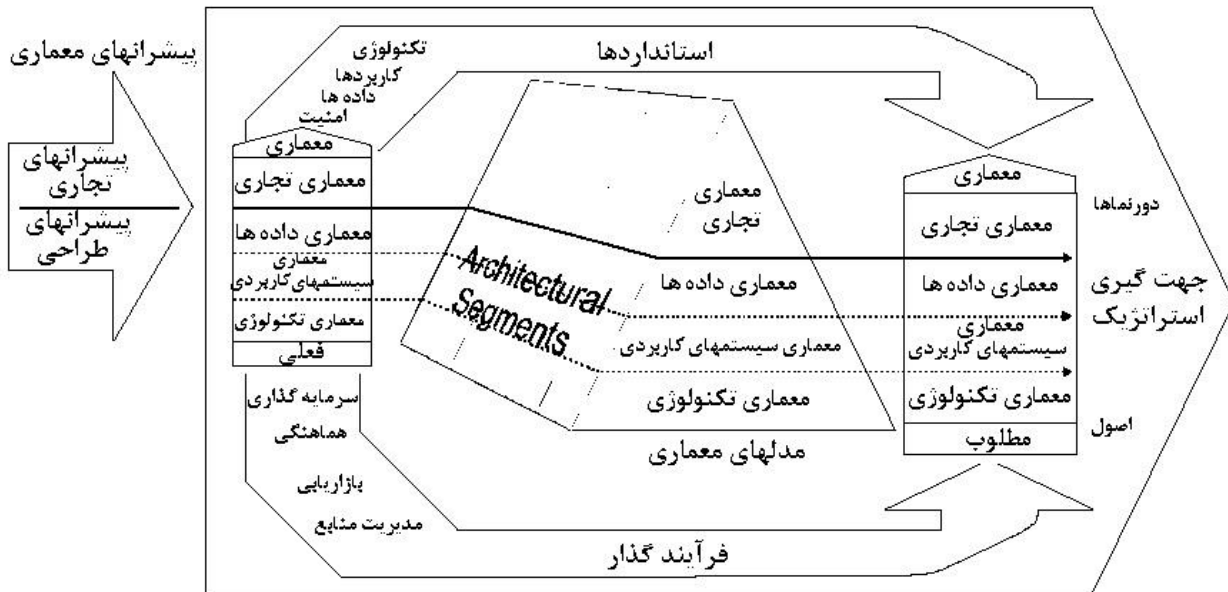 پیشرانهای معماری
پیشرانهای
تجاری
پیشرانهای
طراحی
تکنولوژی
کاربردها
داده ها
امنیت
استانداردها
معماری
معماری تجاری
معماری داده ها
معماری
سیستمهای کاربردی
معماری تکنولوژی
فعلی
سرمایه گذاری
هماهنگی
بازاریابی
مدیریت منابع
فرآیند گذار
Architectural
Segments
معماری
تجاری
معماری داده ها
معماری سیستمهای کاربردی
معماری تکنولوژی
مدلهای معماری
معماری
معماری تجاری
معماری داده ها
معماری
سیستمهای کاربردی
معماری تکنولوژی
مطلوب
دورنماها
جهت گیری
استراتژیک
اصول